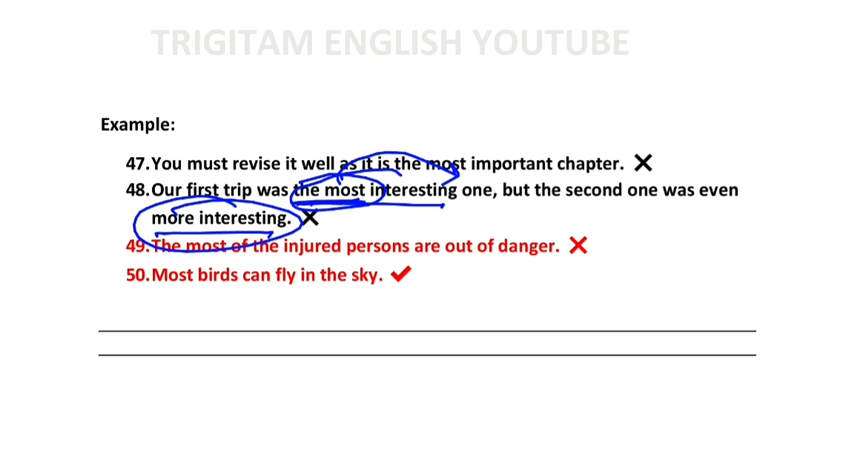 TRIGITAM ENGLISH YOUTUBE
Example:
47.You must revise it well as it is the most important chapter. ❌
48.Our first trip was the most interesting one, but the second one was even
more interesting. ❌
49.The most of the injured persons are out of danger. ❌
50.Most birds can fly in the sky. ✔